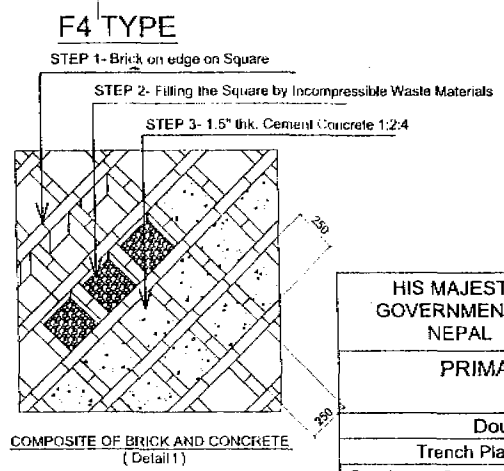 F4 TYPE
STEP 1- Brick on edge on Square
STEP 2- Filling the Square by Incompressible Waste Materials
STEP 3- 1.5" thk. Cement Concrete 1:2:4
250
250
COMPOSITE OF BRICK AND CONCRETE
( Detail 1 )
HIS MAJEST
GOVERNMEN
NEPAL
PRIMA
Dou
Trench Pla